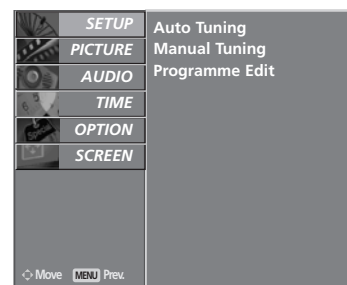 SETUP
PICTURE
AUDIO
TIME
OPTION
SCREEN
Auto Tuning
Manual Tuning
Programme Edit
Move MENU Prev.